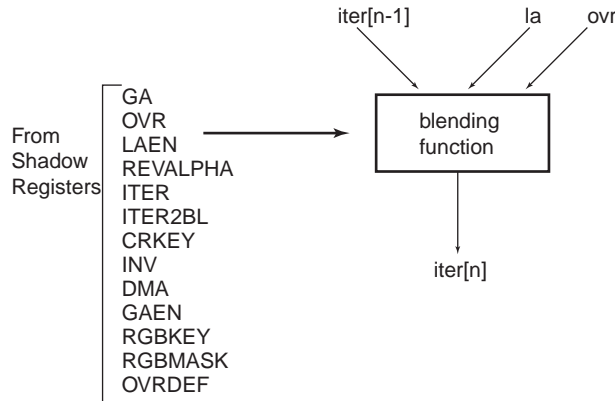 iter[n-1]
la
ovr
From
Shadow
Registers
GA
OVR
LAEN
REVALPHA
ITER
ITER2BL
CRKEY
INV
DMA
GAEN
RGBKEY
RGBMASK
OVRDEF
blending
function
iter[n]